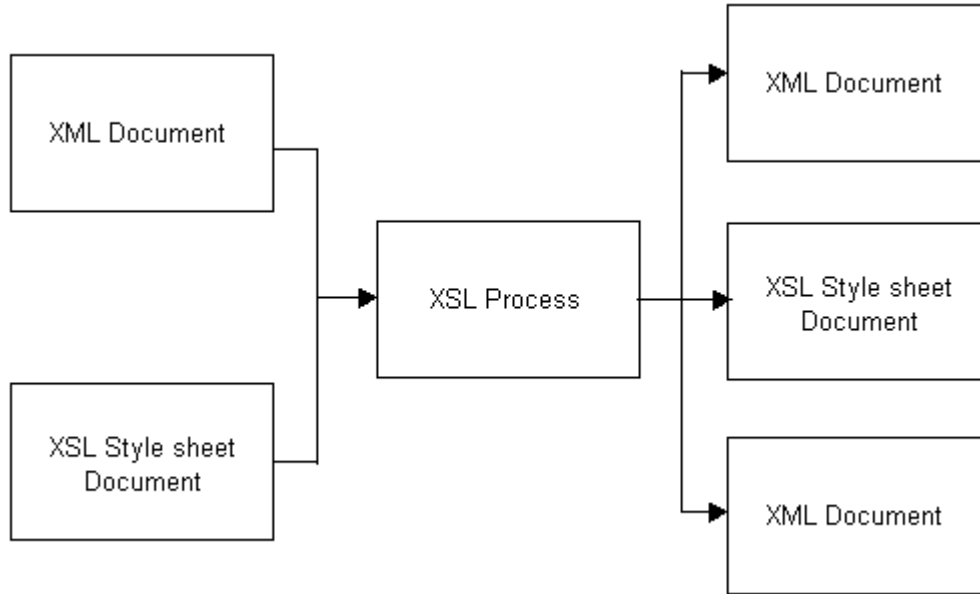 XML Document
XSL Style sheet
Document
XSL Process
XML Document
XSL Style sheet
Document
XML Document